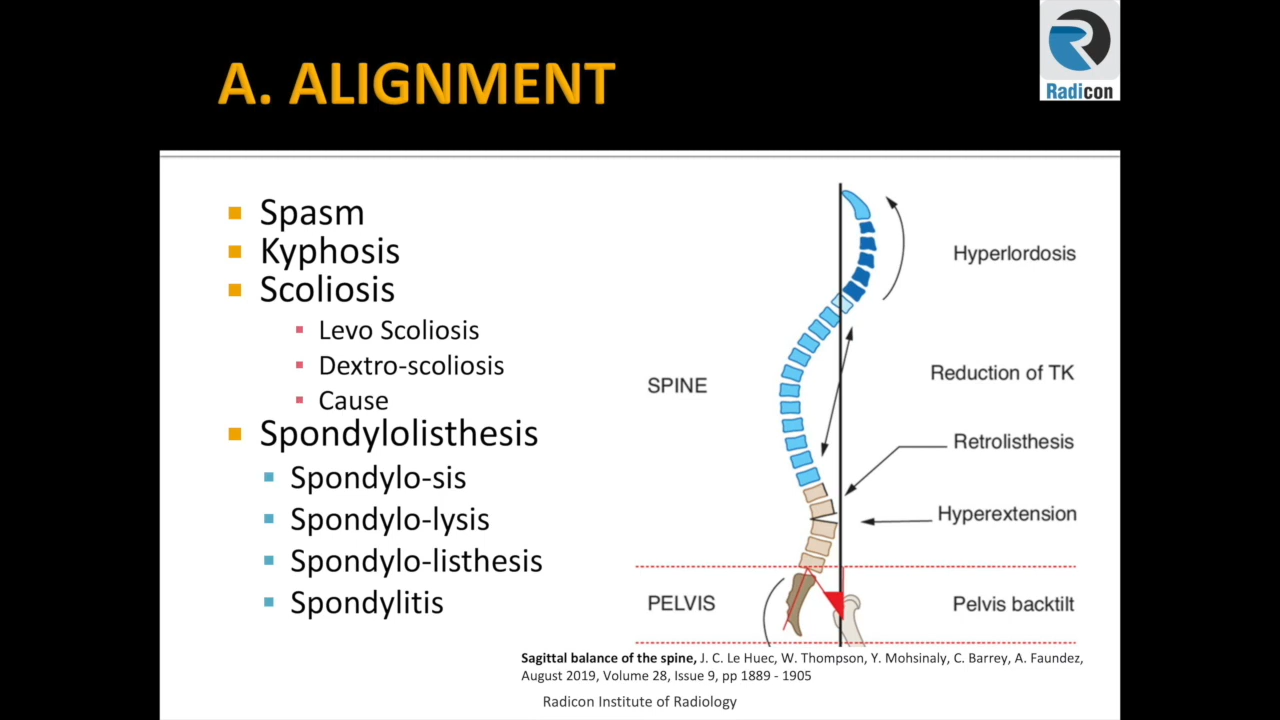 A. ALIGNMENT
Radicon
Spasm
Kyphosis
Scoliosis
Levo Scoliosis
Dextro-scoliosis
Cause
Spondylolisthesis
Spondylo-sis
Spondylo-lysis
Spondylo-listhesis
Spondylitis
SPINE
PELVIS
Hyperlordosis
Reduction of TK
Retrolisthesis
Hyperextension
Pelvis backtilt
Sagittal balance of the spine, J. C. Le Huec, W. Thompson, Y. Mohsinaly, C. Barrey, A. Faundez,
August 2019, Volume 28, Issue 9, pp 1889 - 1905
Radicon Institute of Radiology